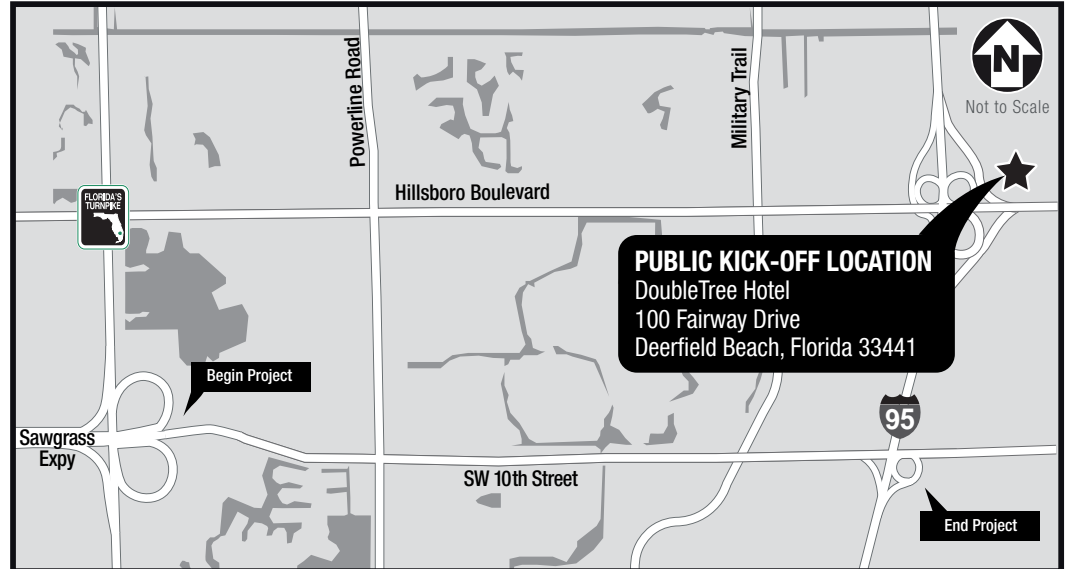 N
Not to Scale
Powerline Road
Military Trail
FLORIDA'S
TURNPIKE
Hillsboro Boulevard
PUBLIC KICK-OFF LOCATION
DoubleTree Hotel
100 Fairway Drive
Deerfield Beach, Florida 33441
Begin Project
95
Sawgrass
Expy
SW 10th Street
End Project